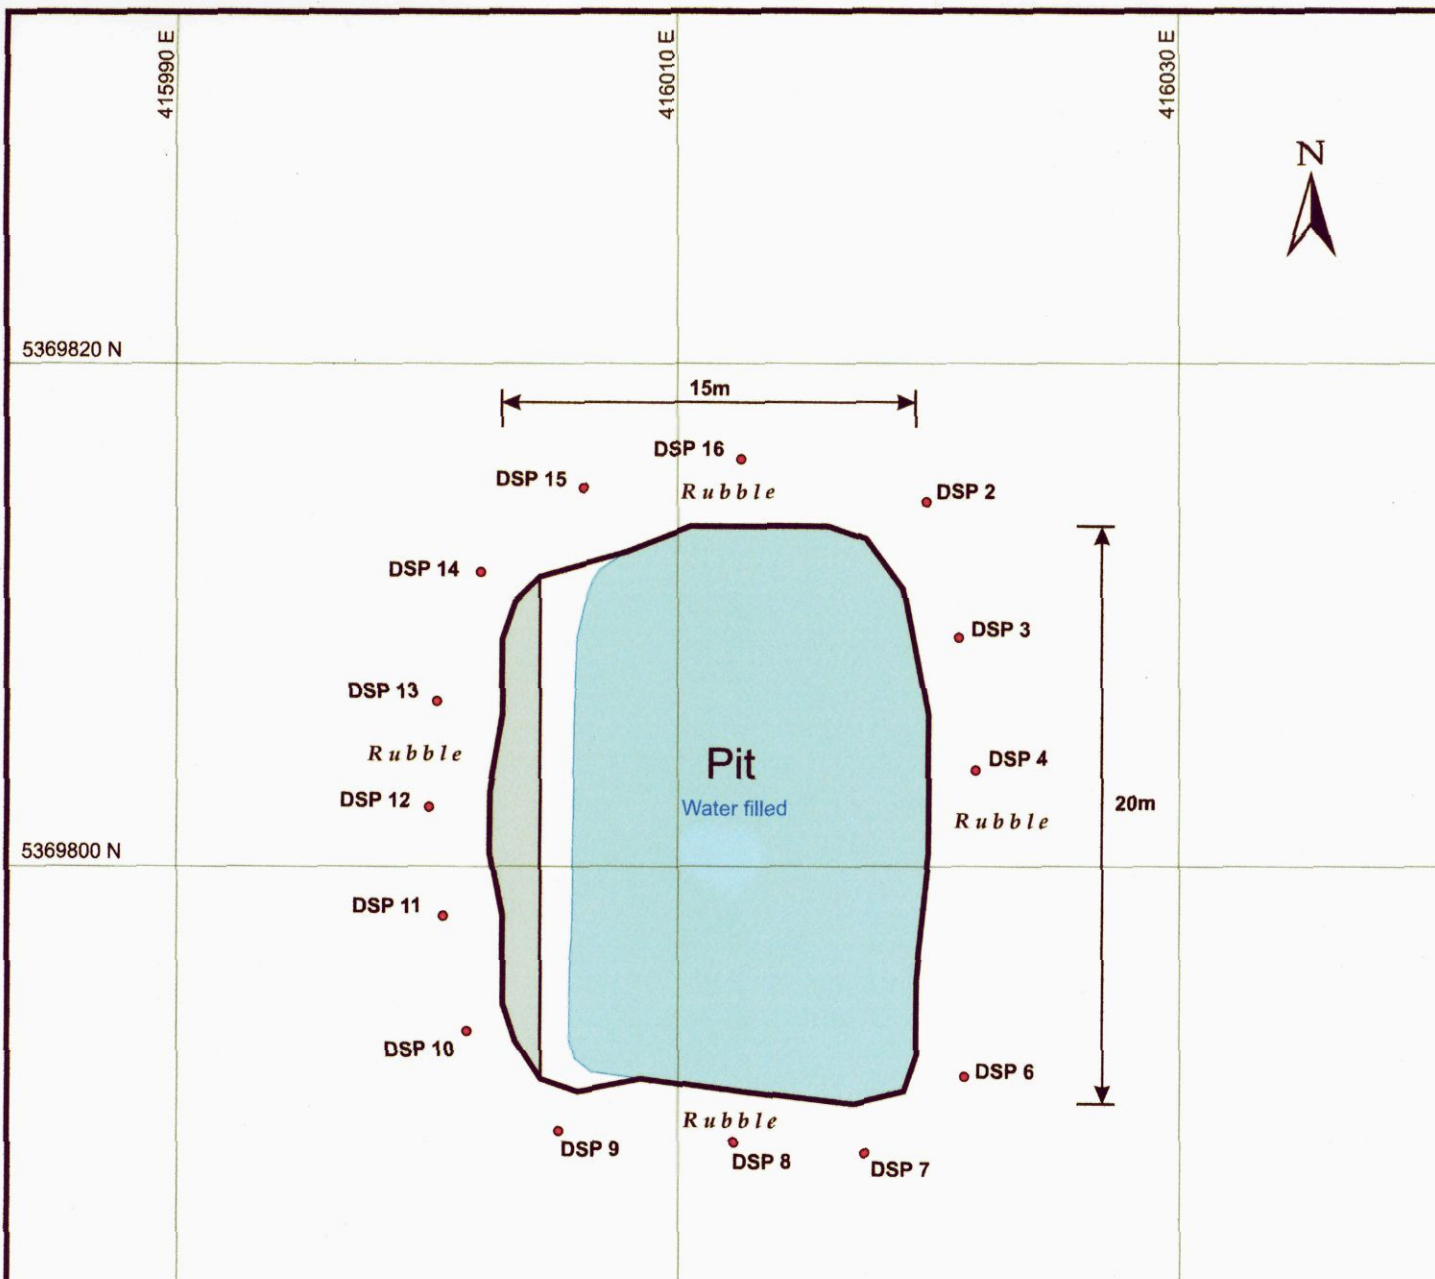 415990 E
416010 E
416030 E
N
5369820 N
15m
DSP 16
DSP 15
Rubble
DSP 2
DSP 14
DSP 3
DSP 13
Rubble
Pit
DSP 4
Water filled
DSP 12
20m
Rubble
5369800 N
DSP 11
DSP 10
DSP 6
Rubble
DSP 9
DSP 8
DSP 7